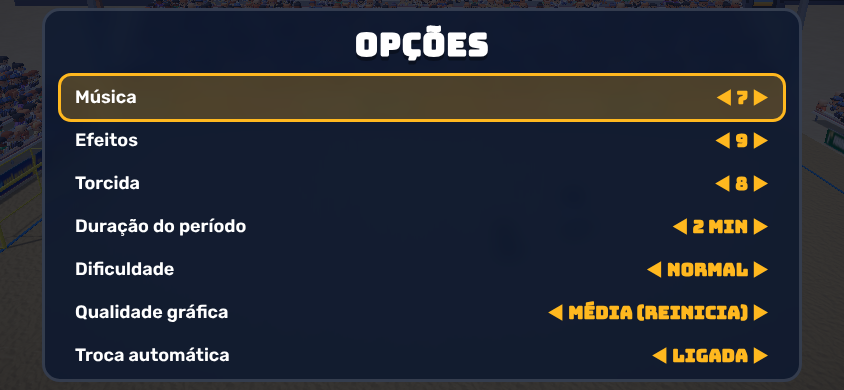 OPÇÕES
Música ◀ 7 ▶
Efeitos ◀ 9 ▶
Torcida ◀ 8 ▶
Duração do período ◀ 2 MIN ▶
Dificuldade ◀ NORMAL ▶
Qualidade gráfica ◀ MÉDIA (REINICIA) ▶
Troca automática ◀ LIGADA ▶